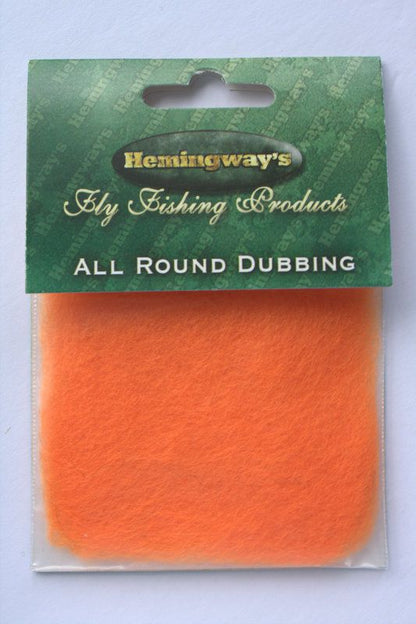 Hemingway's
Fly Fishing Products
ALL ROUND DUBBING